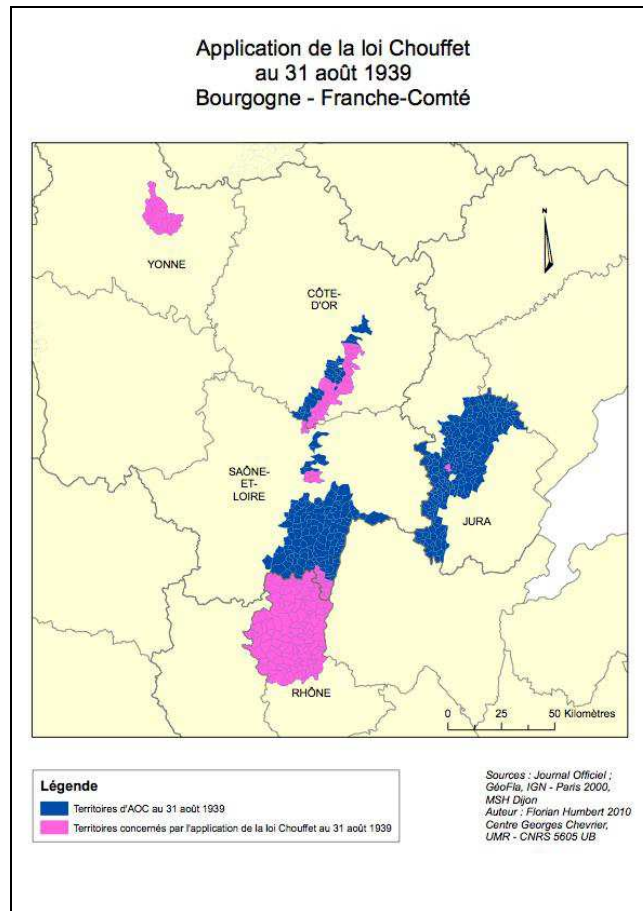 Application de la loi Chouffet
au 31 août 1939
Bourgogne - Franche-Comté
N
YONNE
CÔTE-
D'OR
SAÔNE-
ET-
LOIRE
JURA
RHÔNE
0 25 50 Kilomètres
Légende
Territoires d'AOC au 31 août 1939
Territoires concernés par l'application de la loi Chouffet au 31 août 1939
Sources : Journal Officiel ;
GéoFla, IGN - Paris 2000,
MSH Dijon
Auteur : Florian Humbert 2010
Centre Georges Chevrier,
UMR - CNRS 5605 UB